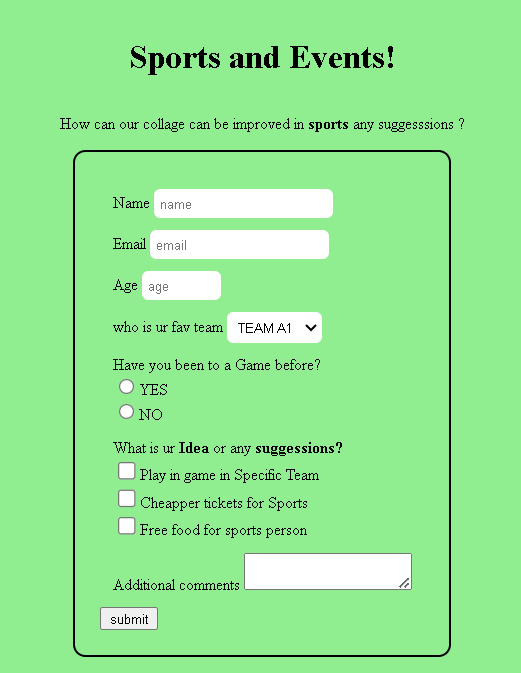 Sports and Events!
How can our collage can be improved in sports any suggesssions ?
Name name
Email email
Age age
who is ur fav team TEAM A1
Have you been to a Game before?
YES
NO
What is ur Idea or any suggessions?
Play in game in Specific Team
Cheapper tickets for Sports
Free food for sports person
Additional comments
submit